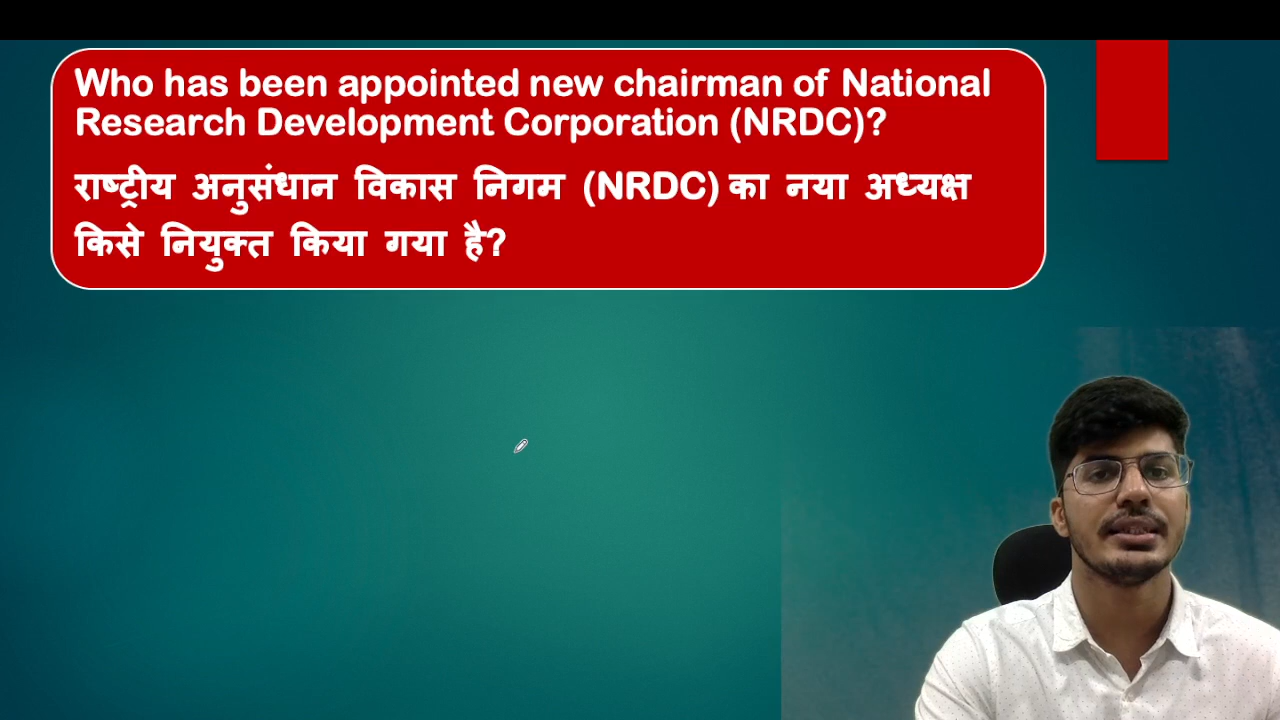 Who has been appointed new chairman of National
Research Development Corporation (NRDC)?
राष्ट्रीय अनुसंधान विकास निगम (NRDC) का नया अध्यक्ष
किसे नियुक्त किया गया है?